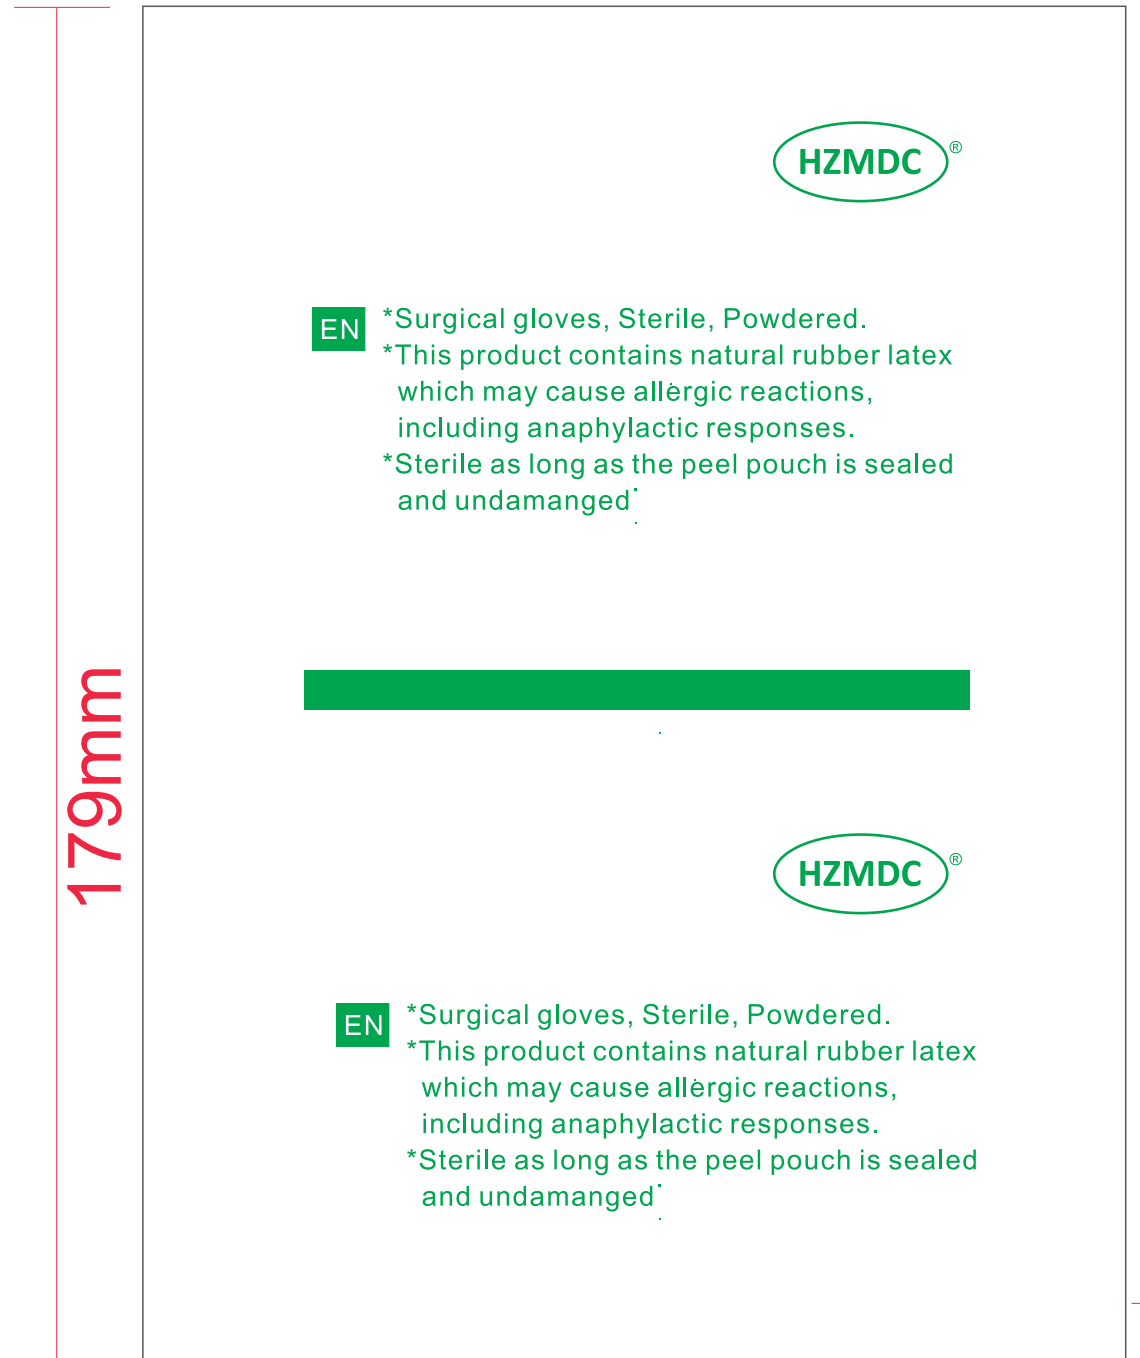 HZMDC®
EN
*Surgical gloves, Sterile, Powdered.
*This product contains natural rubber latex
which may cause allergic reactions,
including anaphylactic responses.
*Sterile as long as the peel pouch is sealed
and undamanged
179mm
HZMDC®
EN
*Surgical gloves, Sterile, Powdered.
*This product contains natural rubber latex
which may cause allergic reactions,
including anaphylactic responses.
*Sterile as long as the peel pouch is sealed
and undamanged